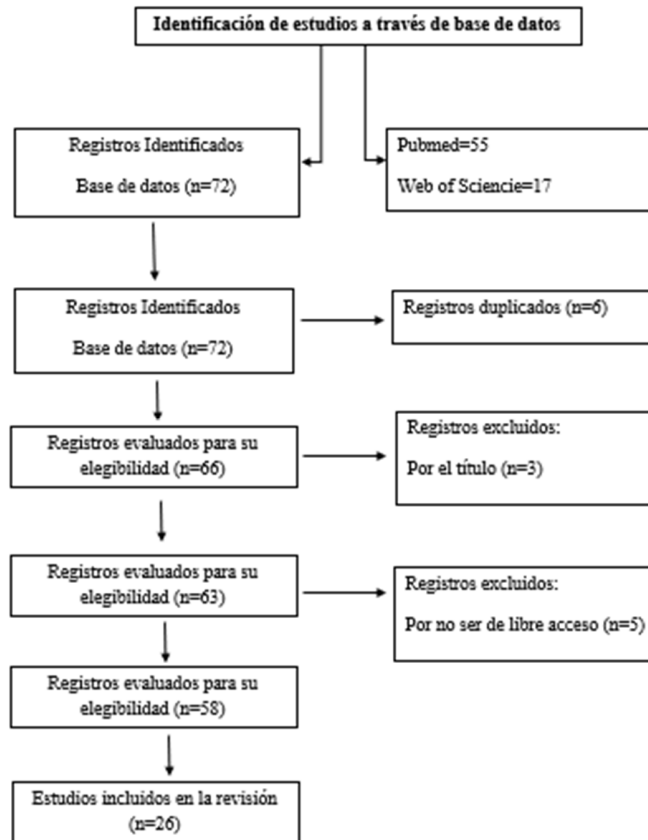 Identificación de estudios a través de base de datos
Registros Identificados
Base de datos (n=72)
Pubmed=55
Web of Sciencie=17
Registros Identificados
Base de datos (n=72)
Registros duplicados (n=6)
Registros evaluados para su
elegibilidad (n=66)
Registros excluidos:
Por el título (n=3)
Registros evaluados para su
elegibilidad (n=63)
Registros excluidos:
Por no ser de libre acceso (n=5)
Registros evaluados para su
elegibilidad (n=58)
Estudios incluidos en la revisión
(n=26)